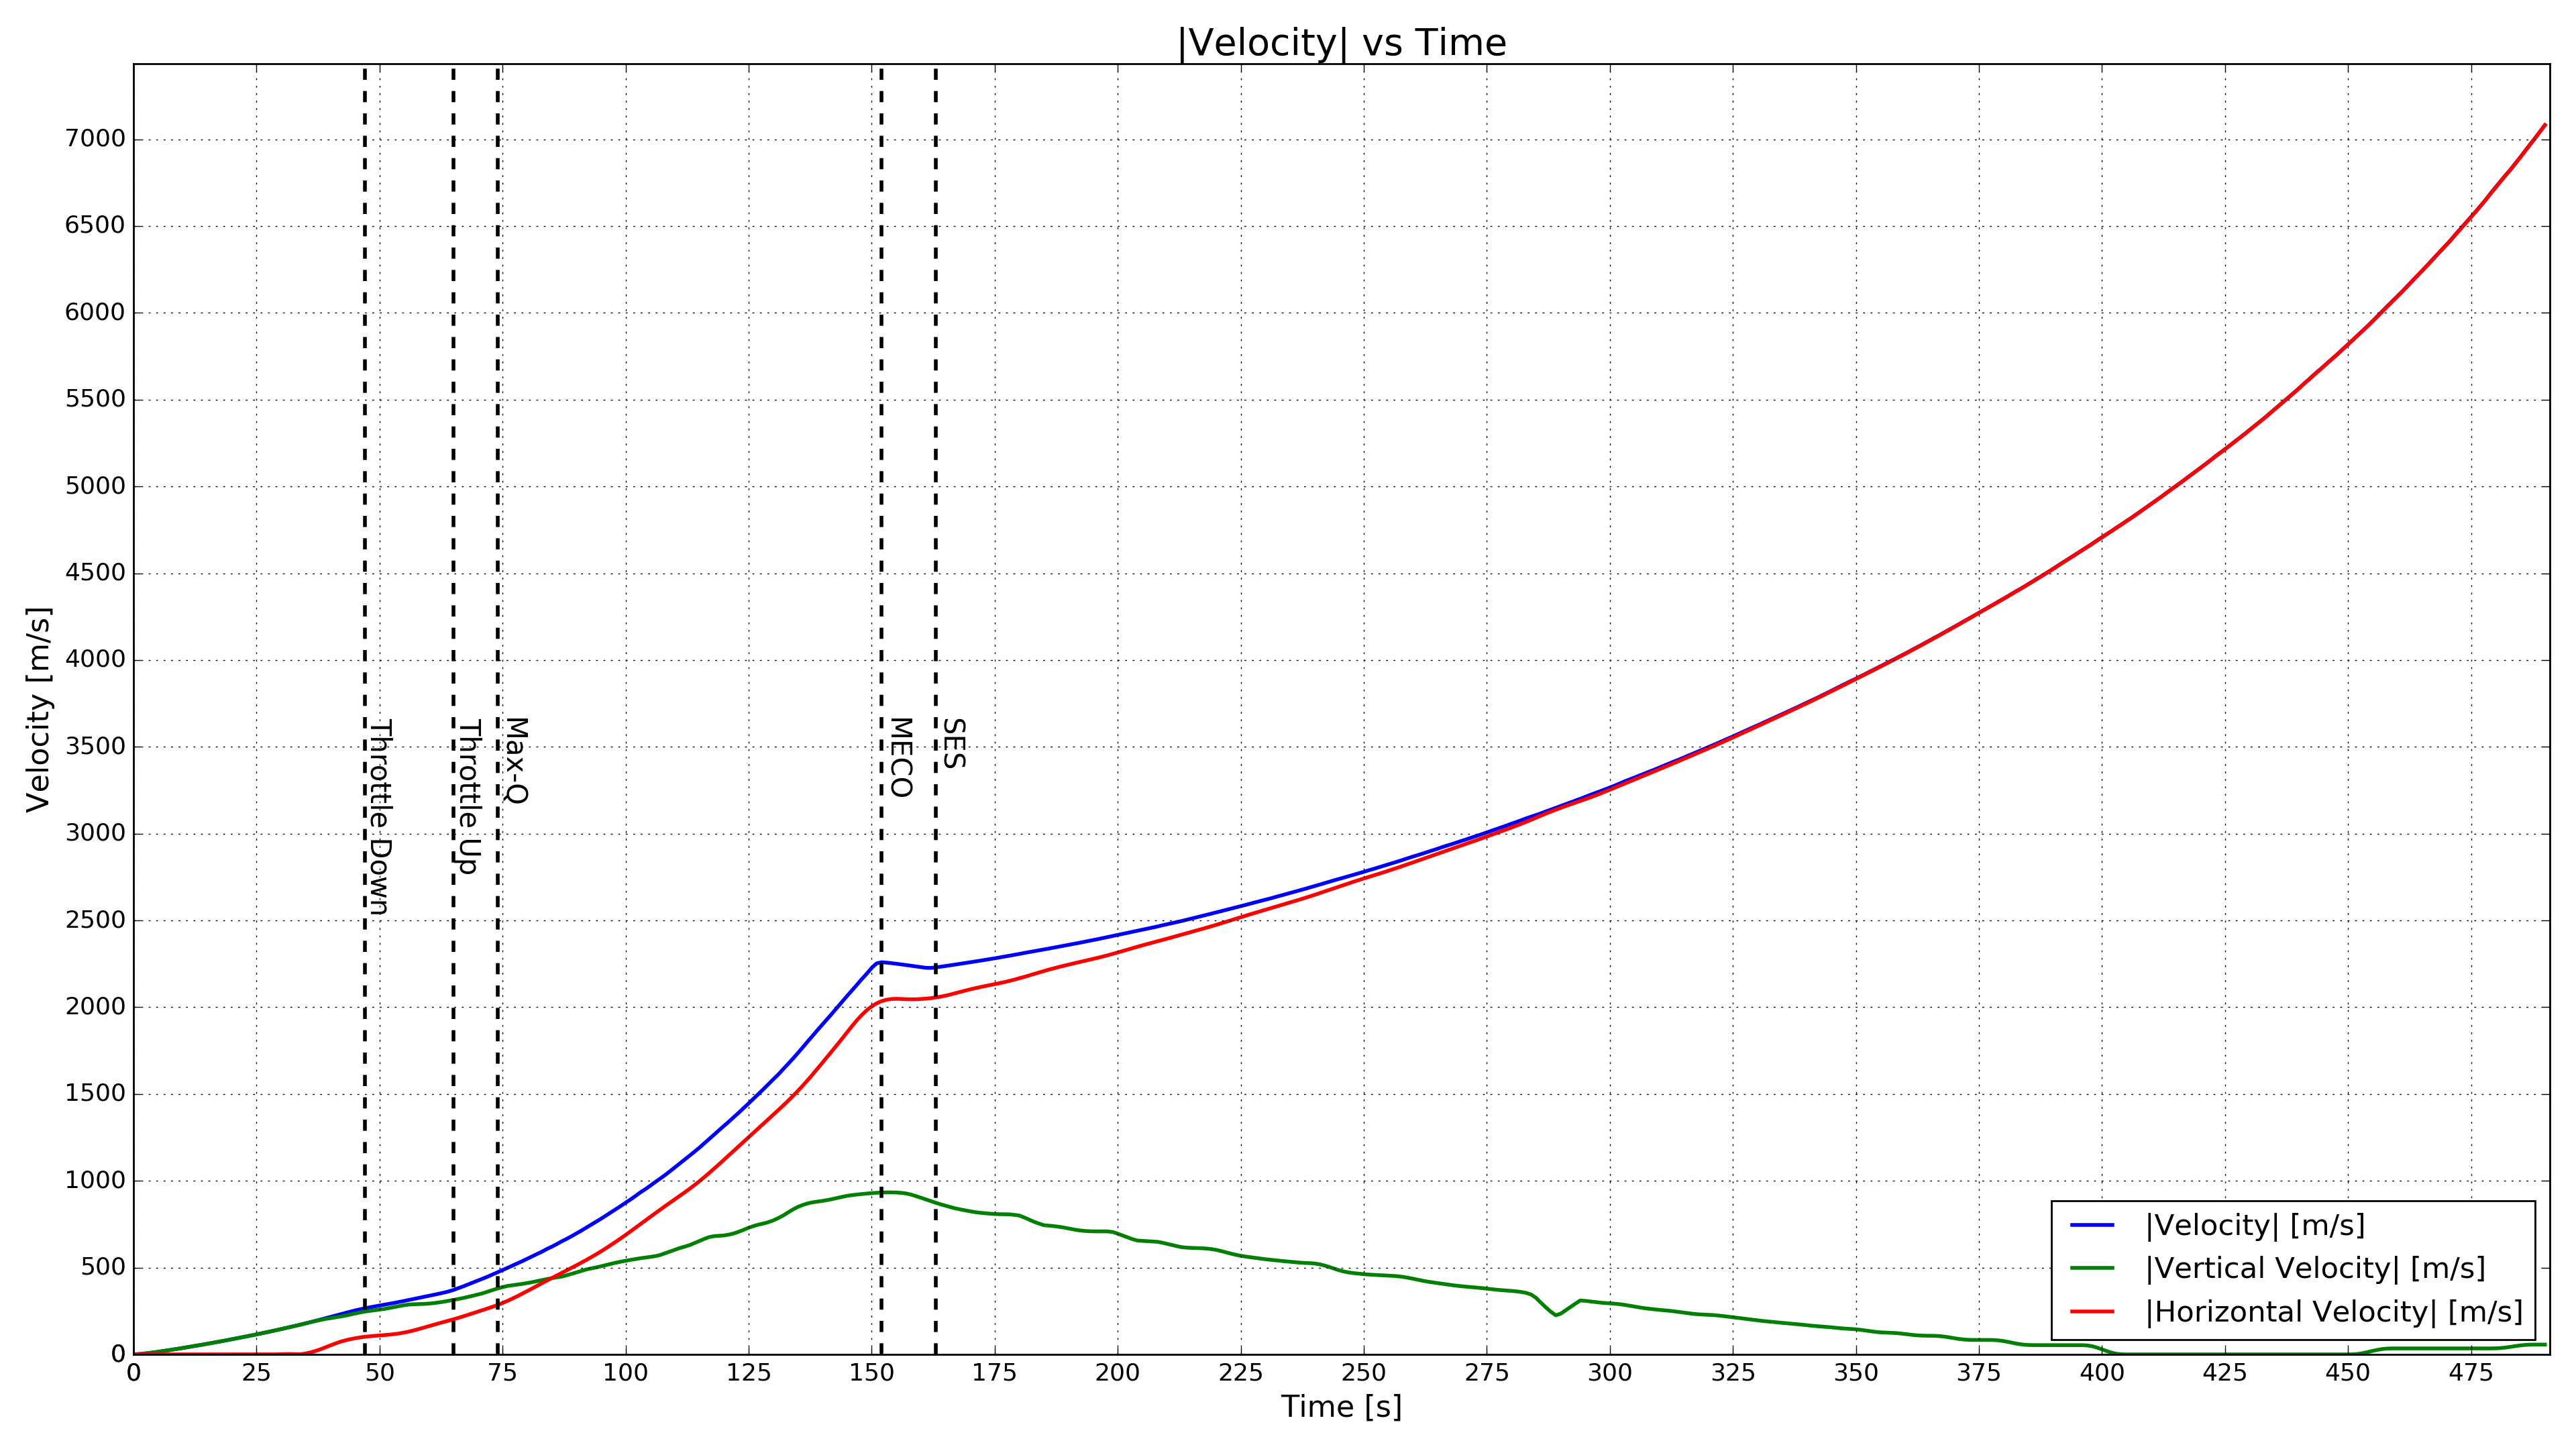 |Velocity| vs Time
Velocity [m/s]
7000
6500
6000
5500
5000
4500
4000
3500
3000
2500
2000
1500
1000
500
0
Throttle Down
Throttle Up
Max-Q
MECO
SES
|Velocity| [m/s]
|Vertical Velocity| [m/s]
|Horizontal Velocity| [m/s]
0 25 50 75 100 125 150 175 200 225 250 275 300 325 350 375 400 425 450 475
Time [s]